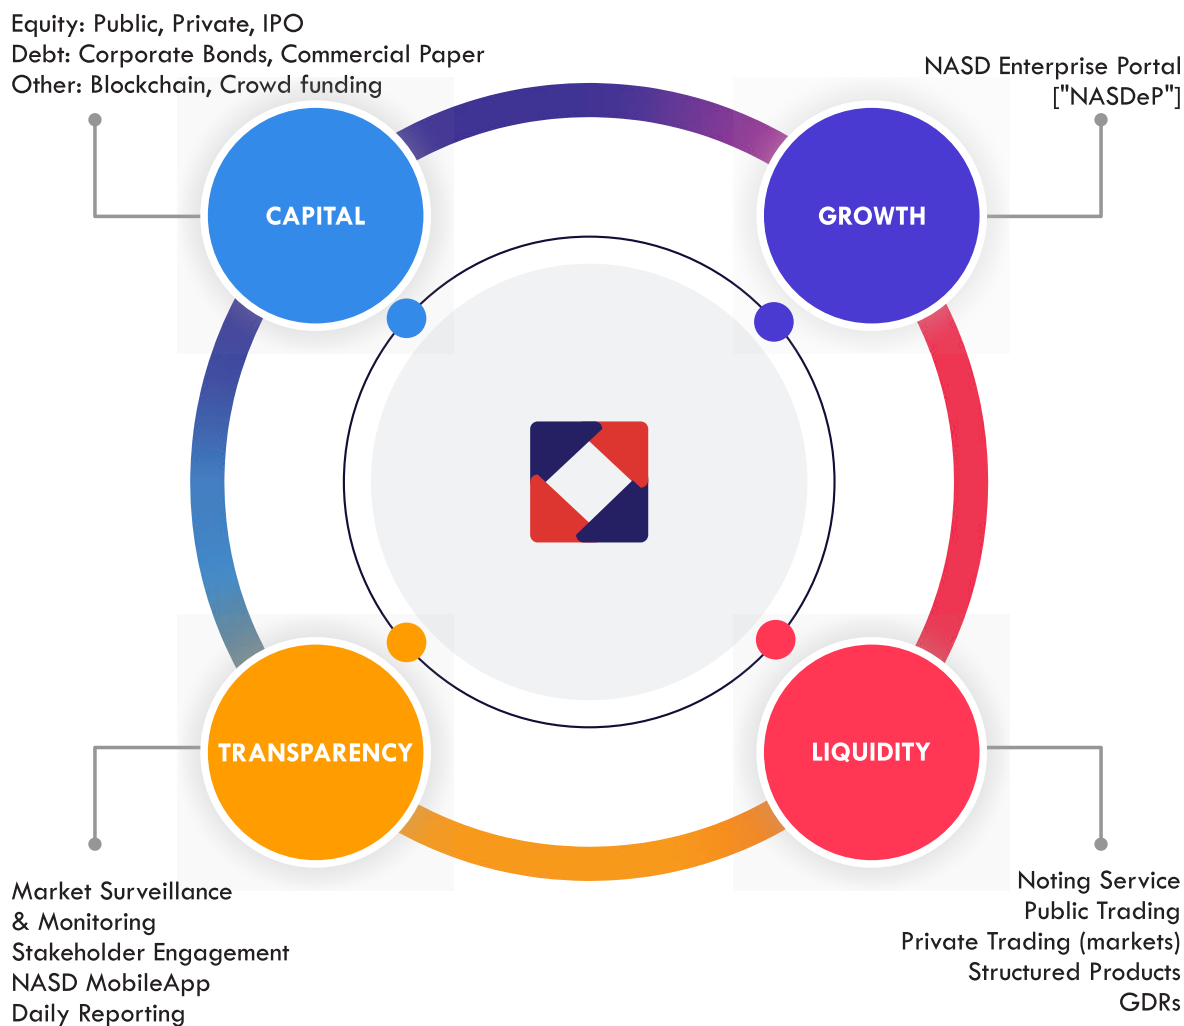 Equity: Public, Private, IPO
Debt: Corporate Bonds, Commercial Paper
Other: Blockchain, Crowd funding
NASD Enterprise Portal
["NASDeP"]
CAPITAL
GROWTH
TRANSPARENCY
LIQUIDITY
Market Surveillance
& Monitoring
Stakeholder Engagement
NASD MobileApp
Daily Reporting
Noting Service
Public Trading
Private Trading (markets)
Structured Products
GDRs